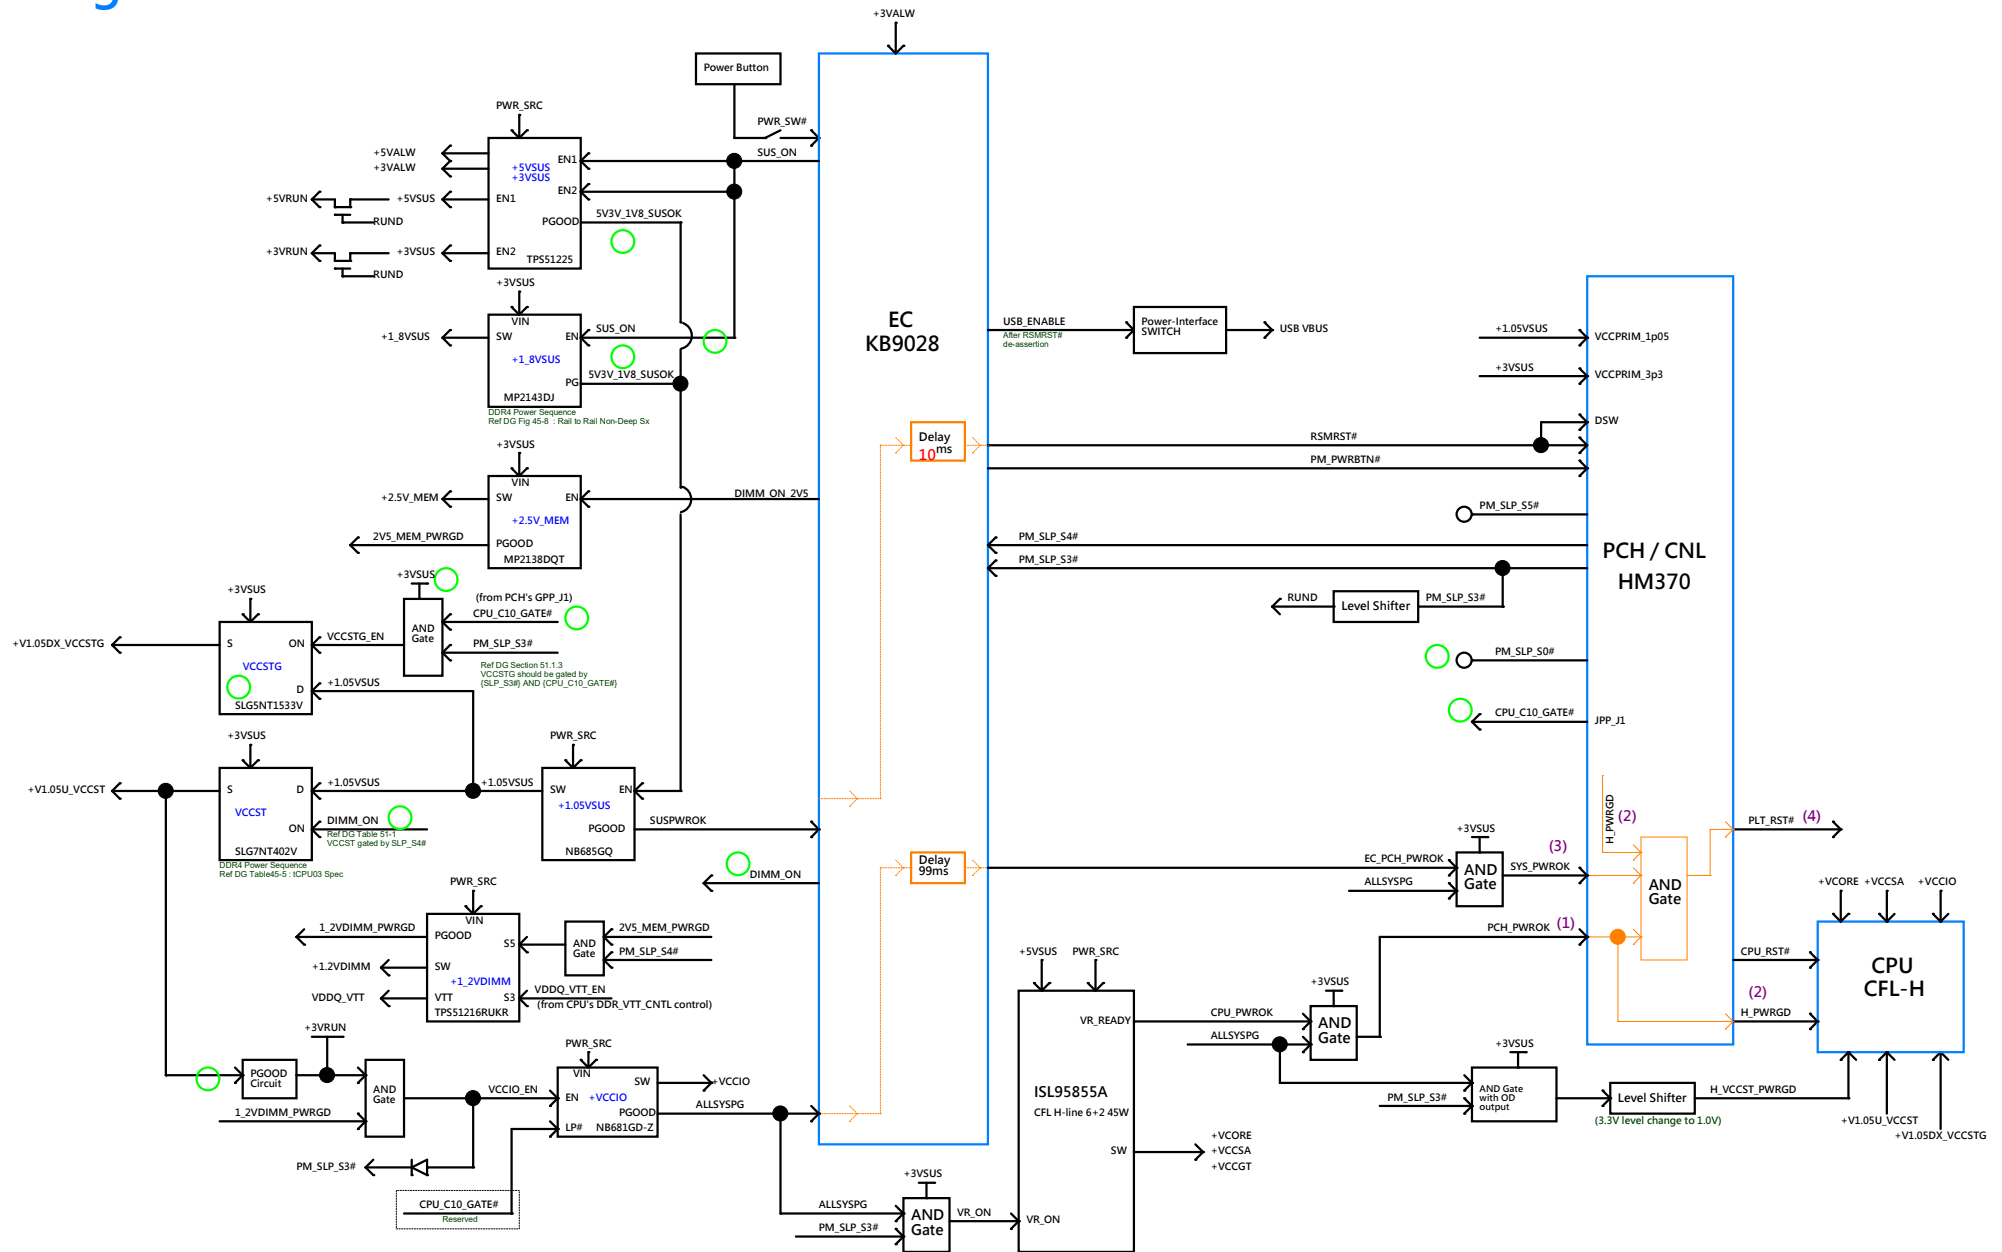 +3VALW
Power Button
PWR_SW#
PWR_SRC
+5VALW
+3VALW
+5VSUS
+3VSUS
EN1
SUS_ON
EN2
+5VRUN
+5VSUS
EN1
RUND
PGOOD
5V3V_1V8_SUSOK
+3VRUN
+3VSUS
EN2
TPS51225
RUND
+3VSUS
VIN
+1_8VSUS
SW
EN
SUS_ON
+1_8VSUS
PG
5V3V_1V8_SUSOK
MP2143DJ
DDR4 Power Sequence
Ref DG Fig 45-8 : Rail to Rail Non-Deep Sx
+3VSUS
VIN
+2.5V_MEM
SW
EN
DIMM_ON_2V5
+2.5V_MEM
2V5_MEM_PWRGD
PGOOD
MP2138DQT
+3VSUS
AND
Gate
(from PCH's GPP_J1)
CPU_C10_GATE#
PM_SLP_S3#
Ref DG Section 51.1.3
VCCSTG should be gated by
{SLP_S3#} AND {CPU_C10_GATE#}
+3VSUS
+V1.05DX_VCCSTG
S
ON
VCCSTG_EN
VCCSTG
D
+1.05VSUS
SLG5NT1533V
+3VSUS
+V1.05U_VCCST
S
D
+1.05VSUS
VCCST
ON
DIMM_ON
Ref DG Table 51-1
VCCST gated by SLP_S4#
SLG7NT402V
DDR4 Power Sequence
Ref DG Table45-5 : tCPU03 Spec
PWR_SRC
+1.05VSUS
SW
EN
+1.05VSUS
PGOOD
SUSPWROK
NB685GQ
DIMM_ON
PWR_SRC
VIN
1_2VDIMM_PWRGD
PGOOD
S5
AND
Gate
2V5_MEM_PWRGD
PM_SLP_S4#
+1.2VDIMM
SW
+1_2VDIMM
VDDQ_VTT
VTT
S3
VDDQ_VTT_EN
(from CPU's DDR_VTT_CNTL control)
TPS51216RUKR
+3VRUN
PGOOD
Circuit
AND
Gate
1_2VDIMM_PWRGD
VCCIO_EN
PM_SLP_S3#
CPU_C10_GATE#
Reserved
PWR_SRC
VIN
SW
+VCCIO
EN
+VCCIO
PGOOD
ALLSYSPG
LP#
NB681GD-Z
EC
KB9028
Delay
10ms
Delay
99ms
USB_ENABLE
After RSMRST#
de-assertion
Power-Interface
SWITCH
USB VBUS
RSMRST#
PM_PWRBTN#
PM_SLP_S5#
PM_SLP_S4#
PM_SLP_S3#
RUND
Level Shifter
PM_SLP_S3#
PM_SLP_S0#
CPU_C10_GATE#
JPP_J1
+1.05VSUS
VCCPRIM_1p05
+3VSUS
VCCPRIM_3p3
DSW
PCH / CNL
HM370
H_PWRGD
(2)
PLT_RST#
(4)
+3VSUS
EC_PCH_PWROK
ALLSYSPG
AND
Gate
(3)
SYS_PWROK
AND
Gate
PCH_PWROK
(1)
CPU_RST#
(2)
H_PWRGD
+VCORE
+VCCSA
+VCCIO
CPU
CFL-H
+V1.05U_VCCST
+V1.05DX_VCCSTG
+5VSUS
PWR_SRC
VR_READY
CPU_PWROK
ALLSYSPG
+3VSUS
AND
Gate
ISL95855A
CFL H-line 6+2 45W
SW
+VCORE
+VCCSA
+VCCGT
VR_ON
+3VSUS
AND Gate
with OD
output
PM_SLP_S3#
Level Shifter
H_VCCST_PWRGD
(3.3V level change to 1.0V)
+3VSUS
ALLSYSPG
PM_SLP_S3#
AND
Gate
VR_ON